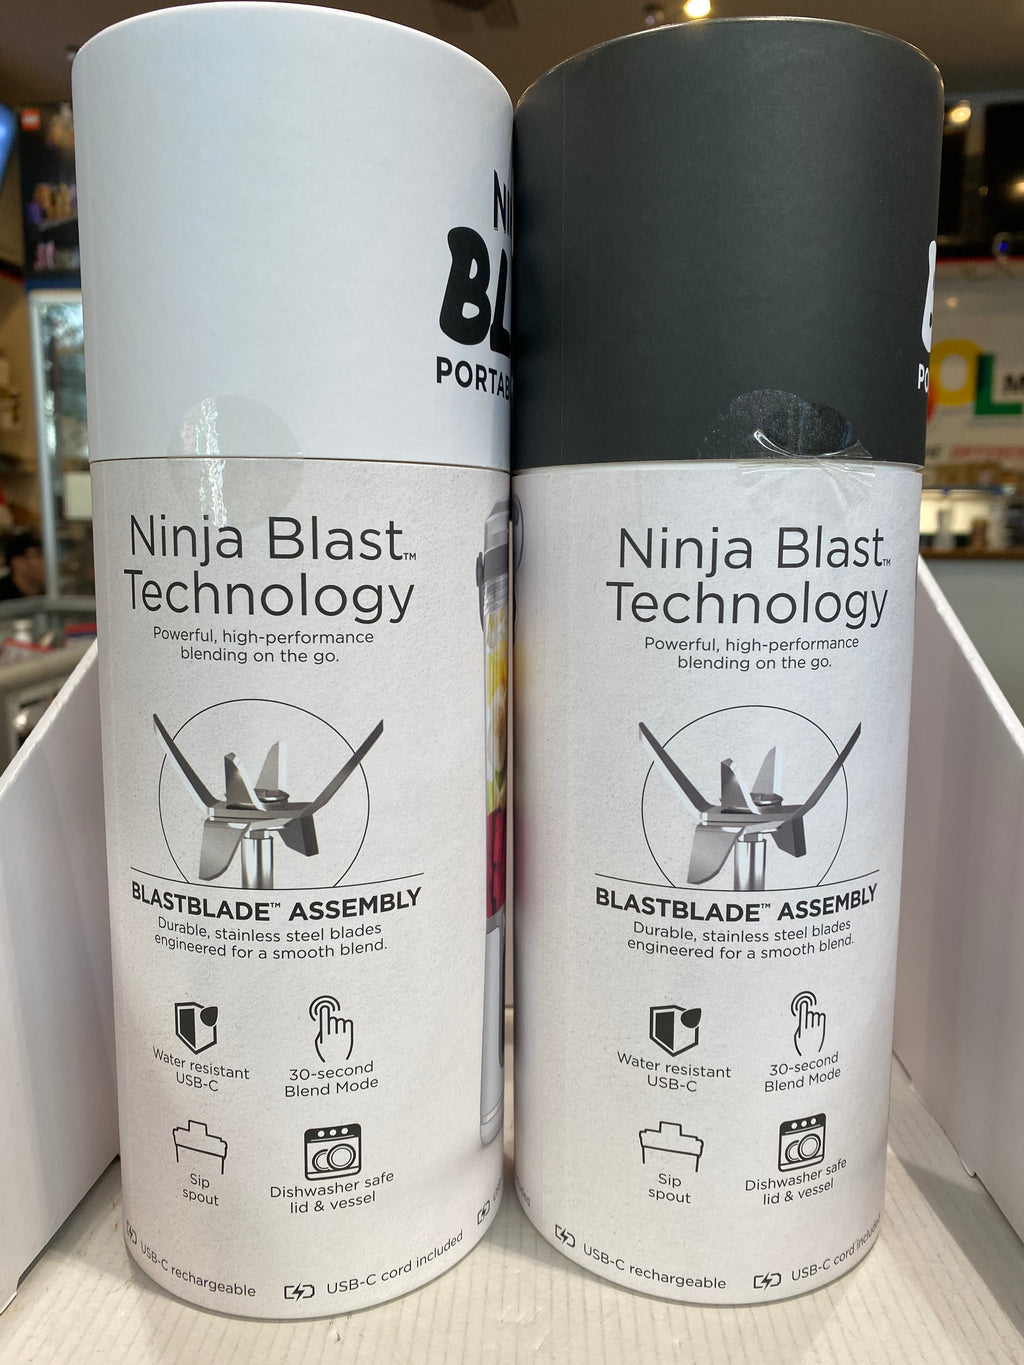 BL
PORTAB
Ninja Blast™
Technology
Powerful, high-performance
blending on the go.
BLASTBLADE™ ASSEMBLY
Durable, stainless steel blades
engineered for a smooth blend.
Water resistant
USB-C
30-second
Blend Mode
Sip
spout
Dishwasher safe
lid & vessel
USB-C rechargeable
USB-C cord included
Ninja Blast™
Technology
Powerful, high-performance
blending on the go.
BLASTBLADE™ ASSEMBLY
Durable, stainless steel blades
engineered for a smooth blend.
Water resistant
USB-C
30-second
Blend Mode
Sip
spout
Dishwasher safe
lid & vessel
USB-C rechargeable
USB-C cord included